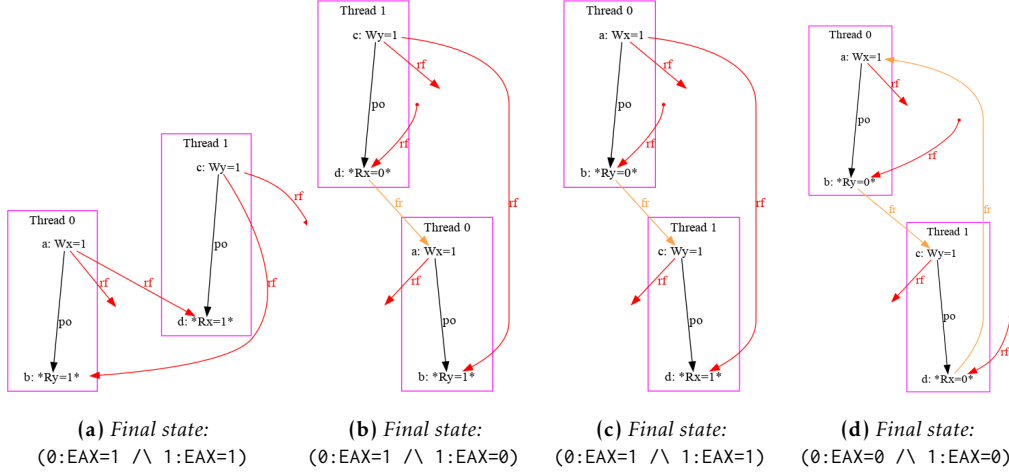 Thread 0
a: Wx=1
rf
rf
po
b: *Ry=1*
Thread 1
c: Wy=1
rf
po
rf
d: *Rx=1*
(a) Final state:
(0:EAX=1 /\ 1:EAX=1)
Thread 1
c: Wy=1
rf
po
rf
d: *Rx=0*
fr
rf
Thread 0
a: Wx=1
rf
po
b: *Ry=1*
(b) Final state:
(0:EAX=1 /\ 1:EAX=0)
Thread 0
a: Wx=1
rf
po
rf
b: *Ry=0*
fr
rf
Thread 1
c: Wy=1
rf
po
d: *Rx=1*
(c) Final state:
(0:EAX=1 /\ 1:EAX=1)
Thread 0
a: Wx=1
rf
po
rf
b: *Ry=0*
fr
fr
Thread 1
c: Wy=1
rf
po
rf
d: *Rx=0*
(d) Final state:
(0:EAX=0 /\ 1:EAX=0)